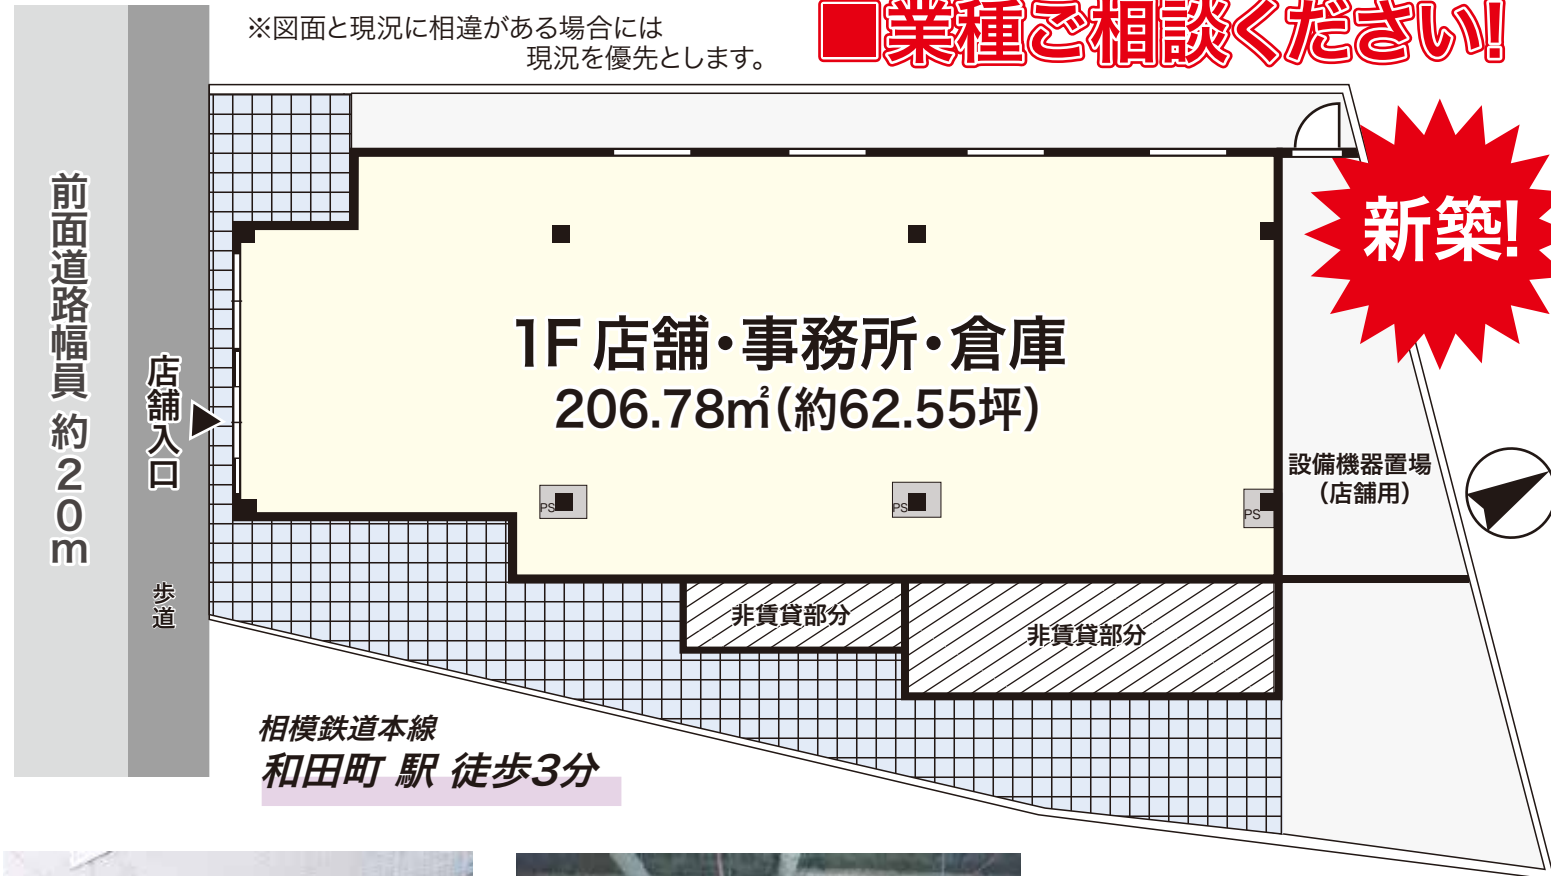 ※図面と現況に相違がある場合には
現況を優先とします。
■業種ご相談ください!
新築!
前面道路幅員 約20m
店舗入口
歩道
1F 店舗・事務所・倉庫
206.78㎡(約62.55坪)
設備機器置場
(店舗用)
PS
PS
PS
非賃貸部分
非賃貸部分
相模鉄道本線
和田町 駅 徒歩3分